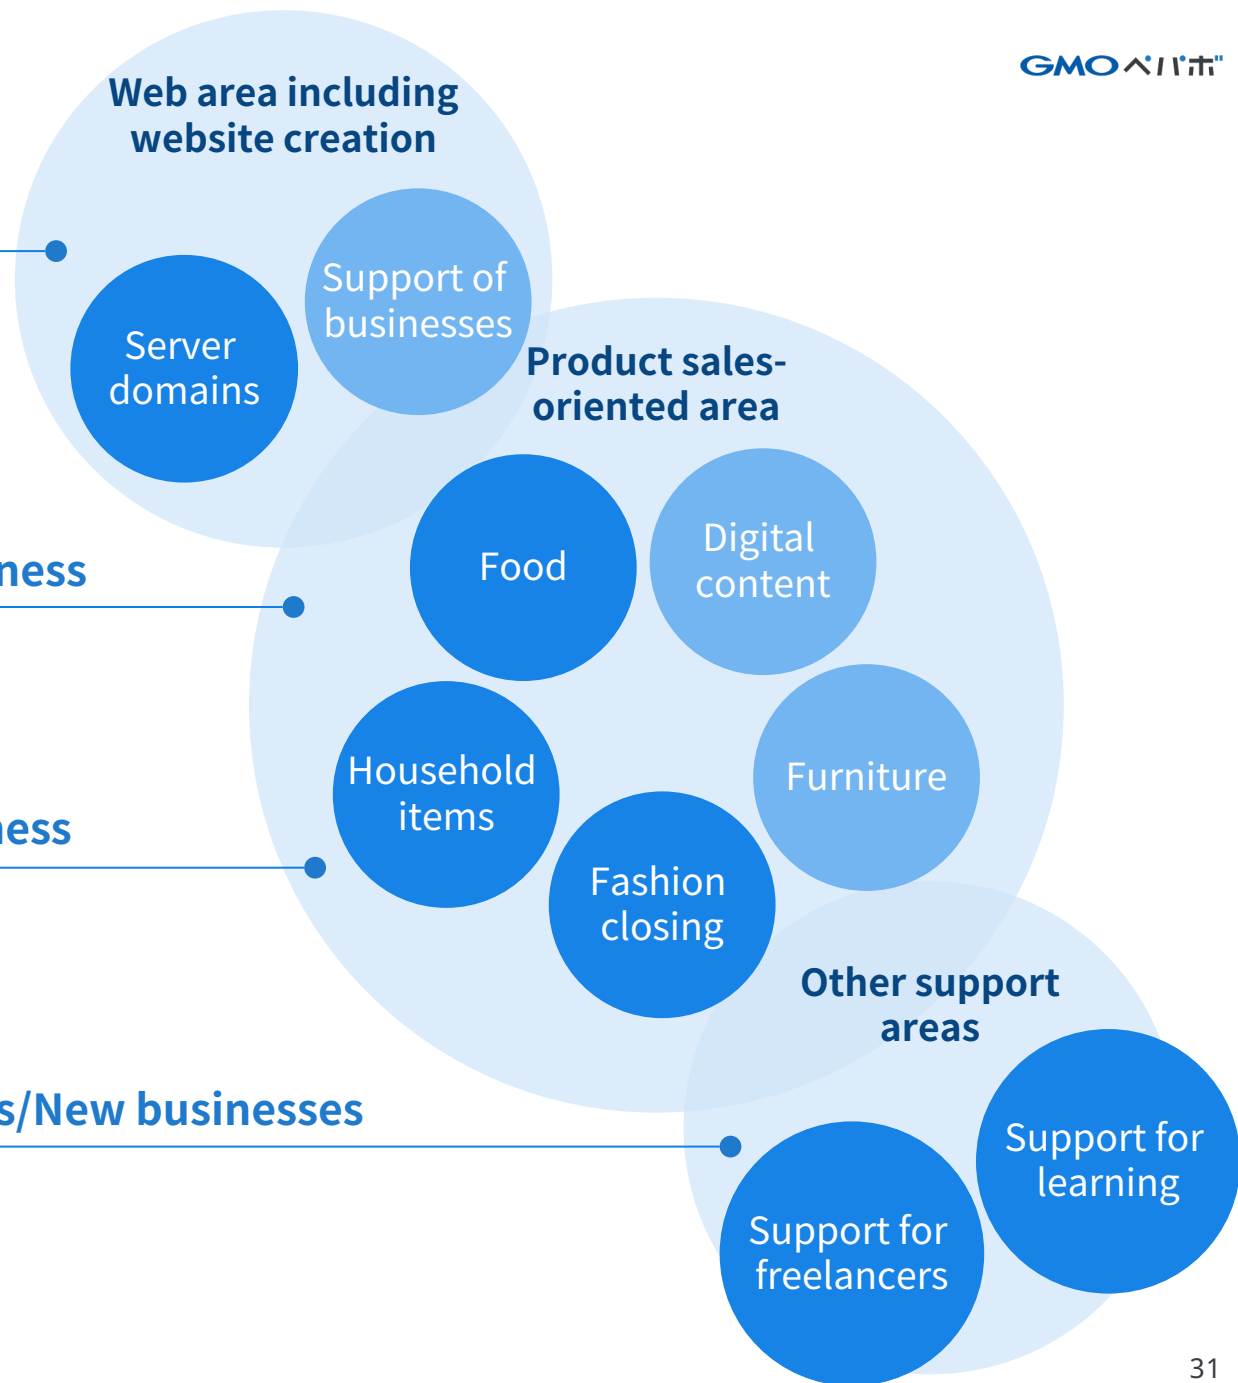 GMOペパボ
Web area including
website creation
Support of
businesses
Server
domains
Product sales-
oriented area
Food
Digital
content
ness
Household
items
Furniture
ness
Fashion
closing
Other support
areas
s/New businesses
Support for
learning
Support for
freelancers
31